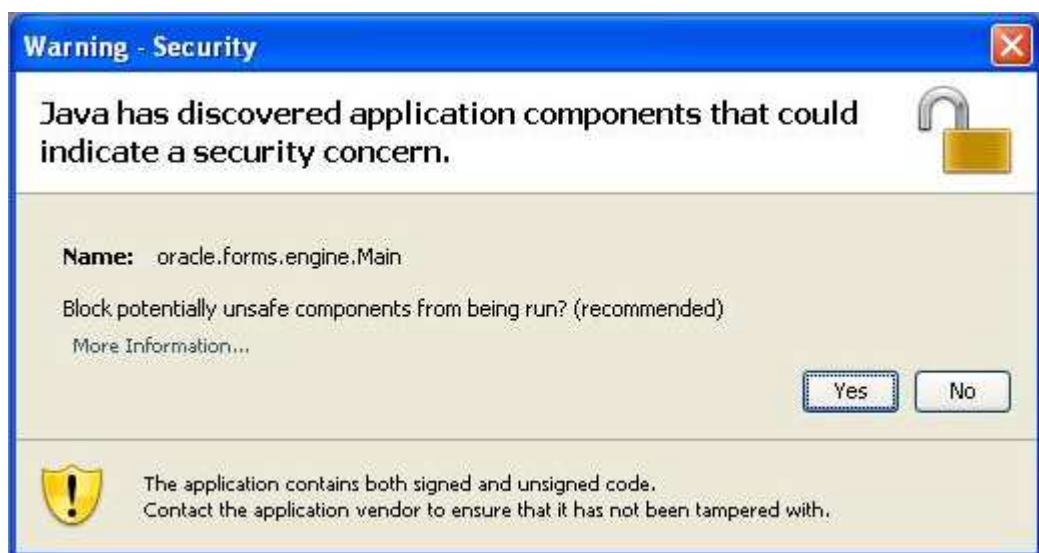 Warning - Security
Java has discovered application components that could
indicate a security concern.
Name: oracle.forms.engine.Main
Block potentially unsafe components from being run? (recommended)
More Information...
Yes No
The application contains both signed and unsigned code.
Contact the application vendor to ensure that it has not been tampered with.